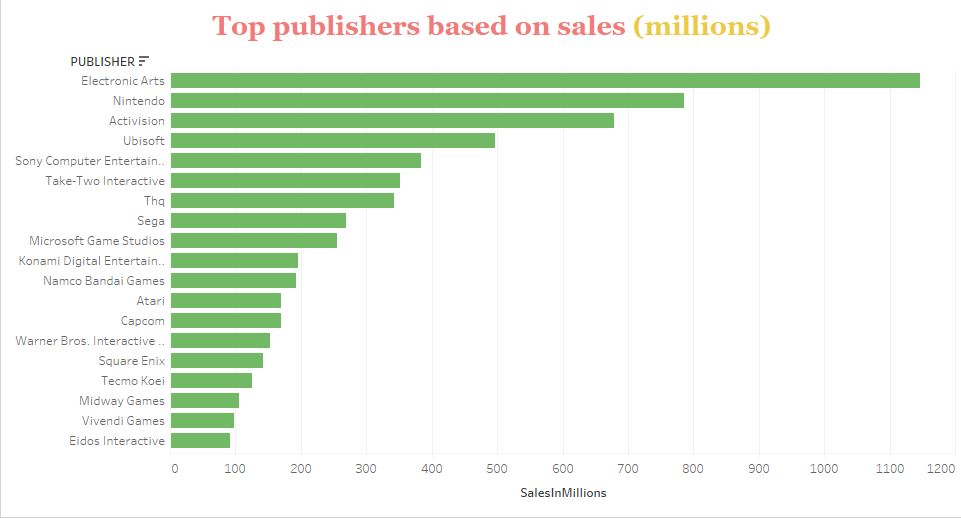 Top publishers based on sales (millions)
PUBLISHER
Electronic Arts
Nintendo
Activision
Ubisoft
Sony Computer Entertain..
Take-Two Interactive
Thq
Sega
Microsoft Game Studios
Konami Digital Entertain..
Namco Bandai Games
Atari
Capcom
Warner Bros. Interactive ..
Square Enix
Tecmo Koei
Midway Games
Vivendi Games
Eidos Interactive
0 100 200 300 400 500 600 700 800 900 1000 1100 1200
SalesInMillions